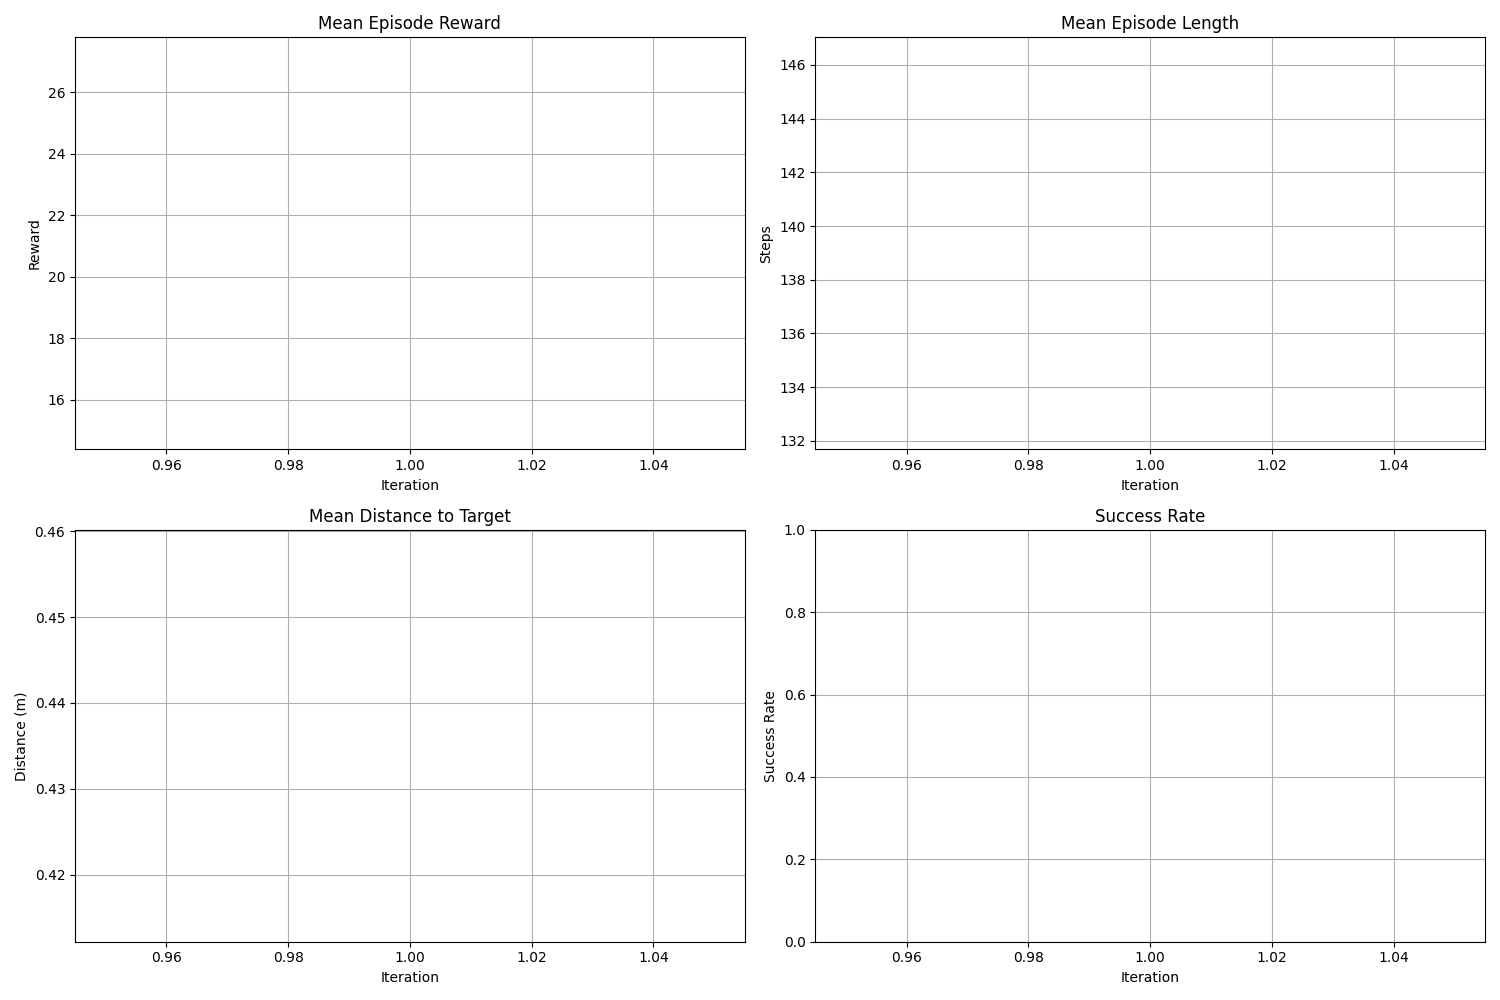 Mean Episode Reward
26
24
22
20
18
16
Reward
0.96 0.98 1.00 1.02 1.04
Iteration
Mean Episode Length
146
144
142
140
138
136
134
132
Steps
0.96 0.98 1.00 1.02 1.04
Iteration
Mean Distance to Target
0.46
0.45
0.44
0.43
0.42
Distance (m)
0.96 0.98 1.00 1.02 1.04
Iteration
Success Rate
1.0
0.8
0.6
0.4
0.2
0.0
Success Rate
0.96 0.98 1.00 1.02 1.04
Iteration